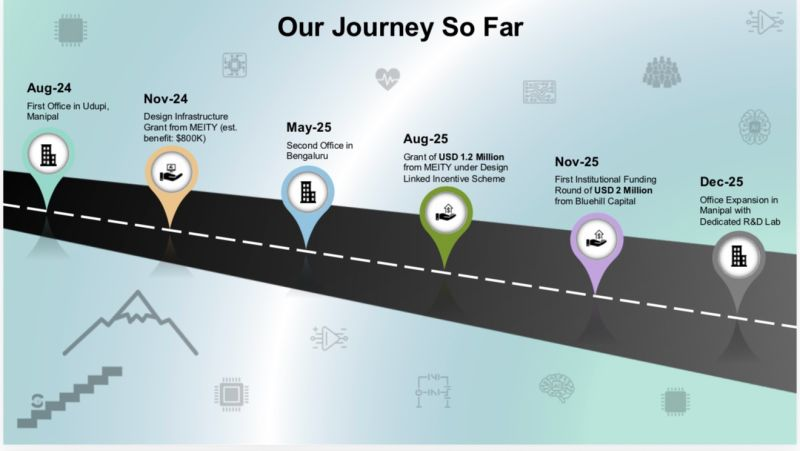 Our Journey So Far
Aug-24
First Office in Udupi,
Manipal
Nov-24
Design Infrastructure
Grant from MEITY (est.
benefit: $800K)
May-25
Second Office in
Bengaluru
Aug-25
Grant of USD 1.2 Million
from MEITY under Design
Linked Incentive Scheme
Nov-25
First Institutional Funding
Round of USD 2 Million
from Bluehill Capital
Dec-25
Office Expansion in
Manipal with
Dedicated R&D Lab